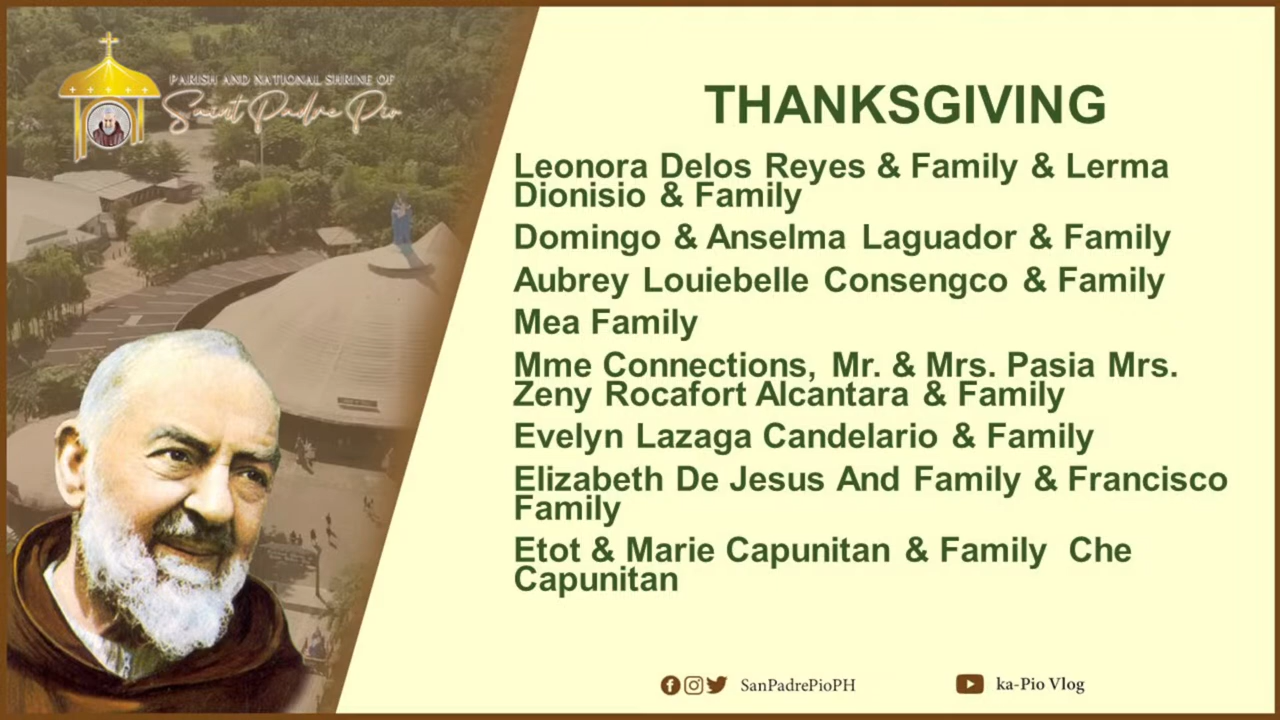 PARISH AND NATIONAL SHRINE OF
Saint Padre Pio
THANKSGIVING
Leonora Delos Reyes & Family & Lerma
Dionisio & Family
Domingo & Anselma Laguador & Family
Aubrey Louiebelle Consengco & Family
Mea Family
Mme Connections, Mr. & Mrs. Pasia Mrs.
Zeny Rocafort Alcantara & Family
Evelyn Lazaga Candelario & Family
Elizabeth De Jesus And Family & Francisco
Family
Etot & Marie Capunitan & Family Che
Capunitan
SanPadrePioPH
ka-Pio Vlog